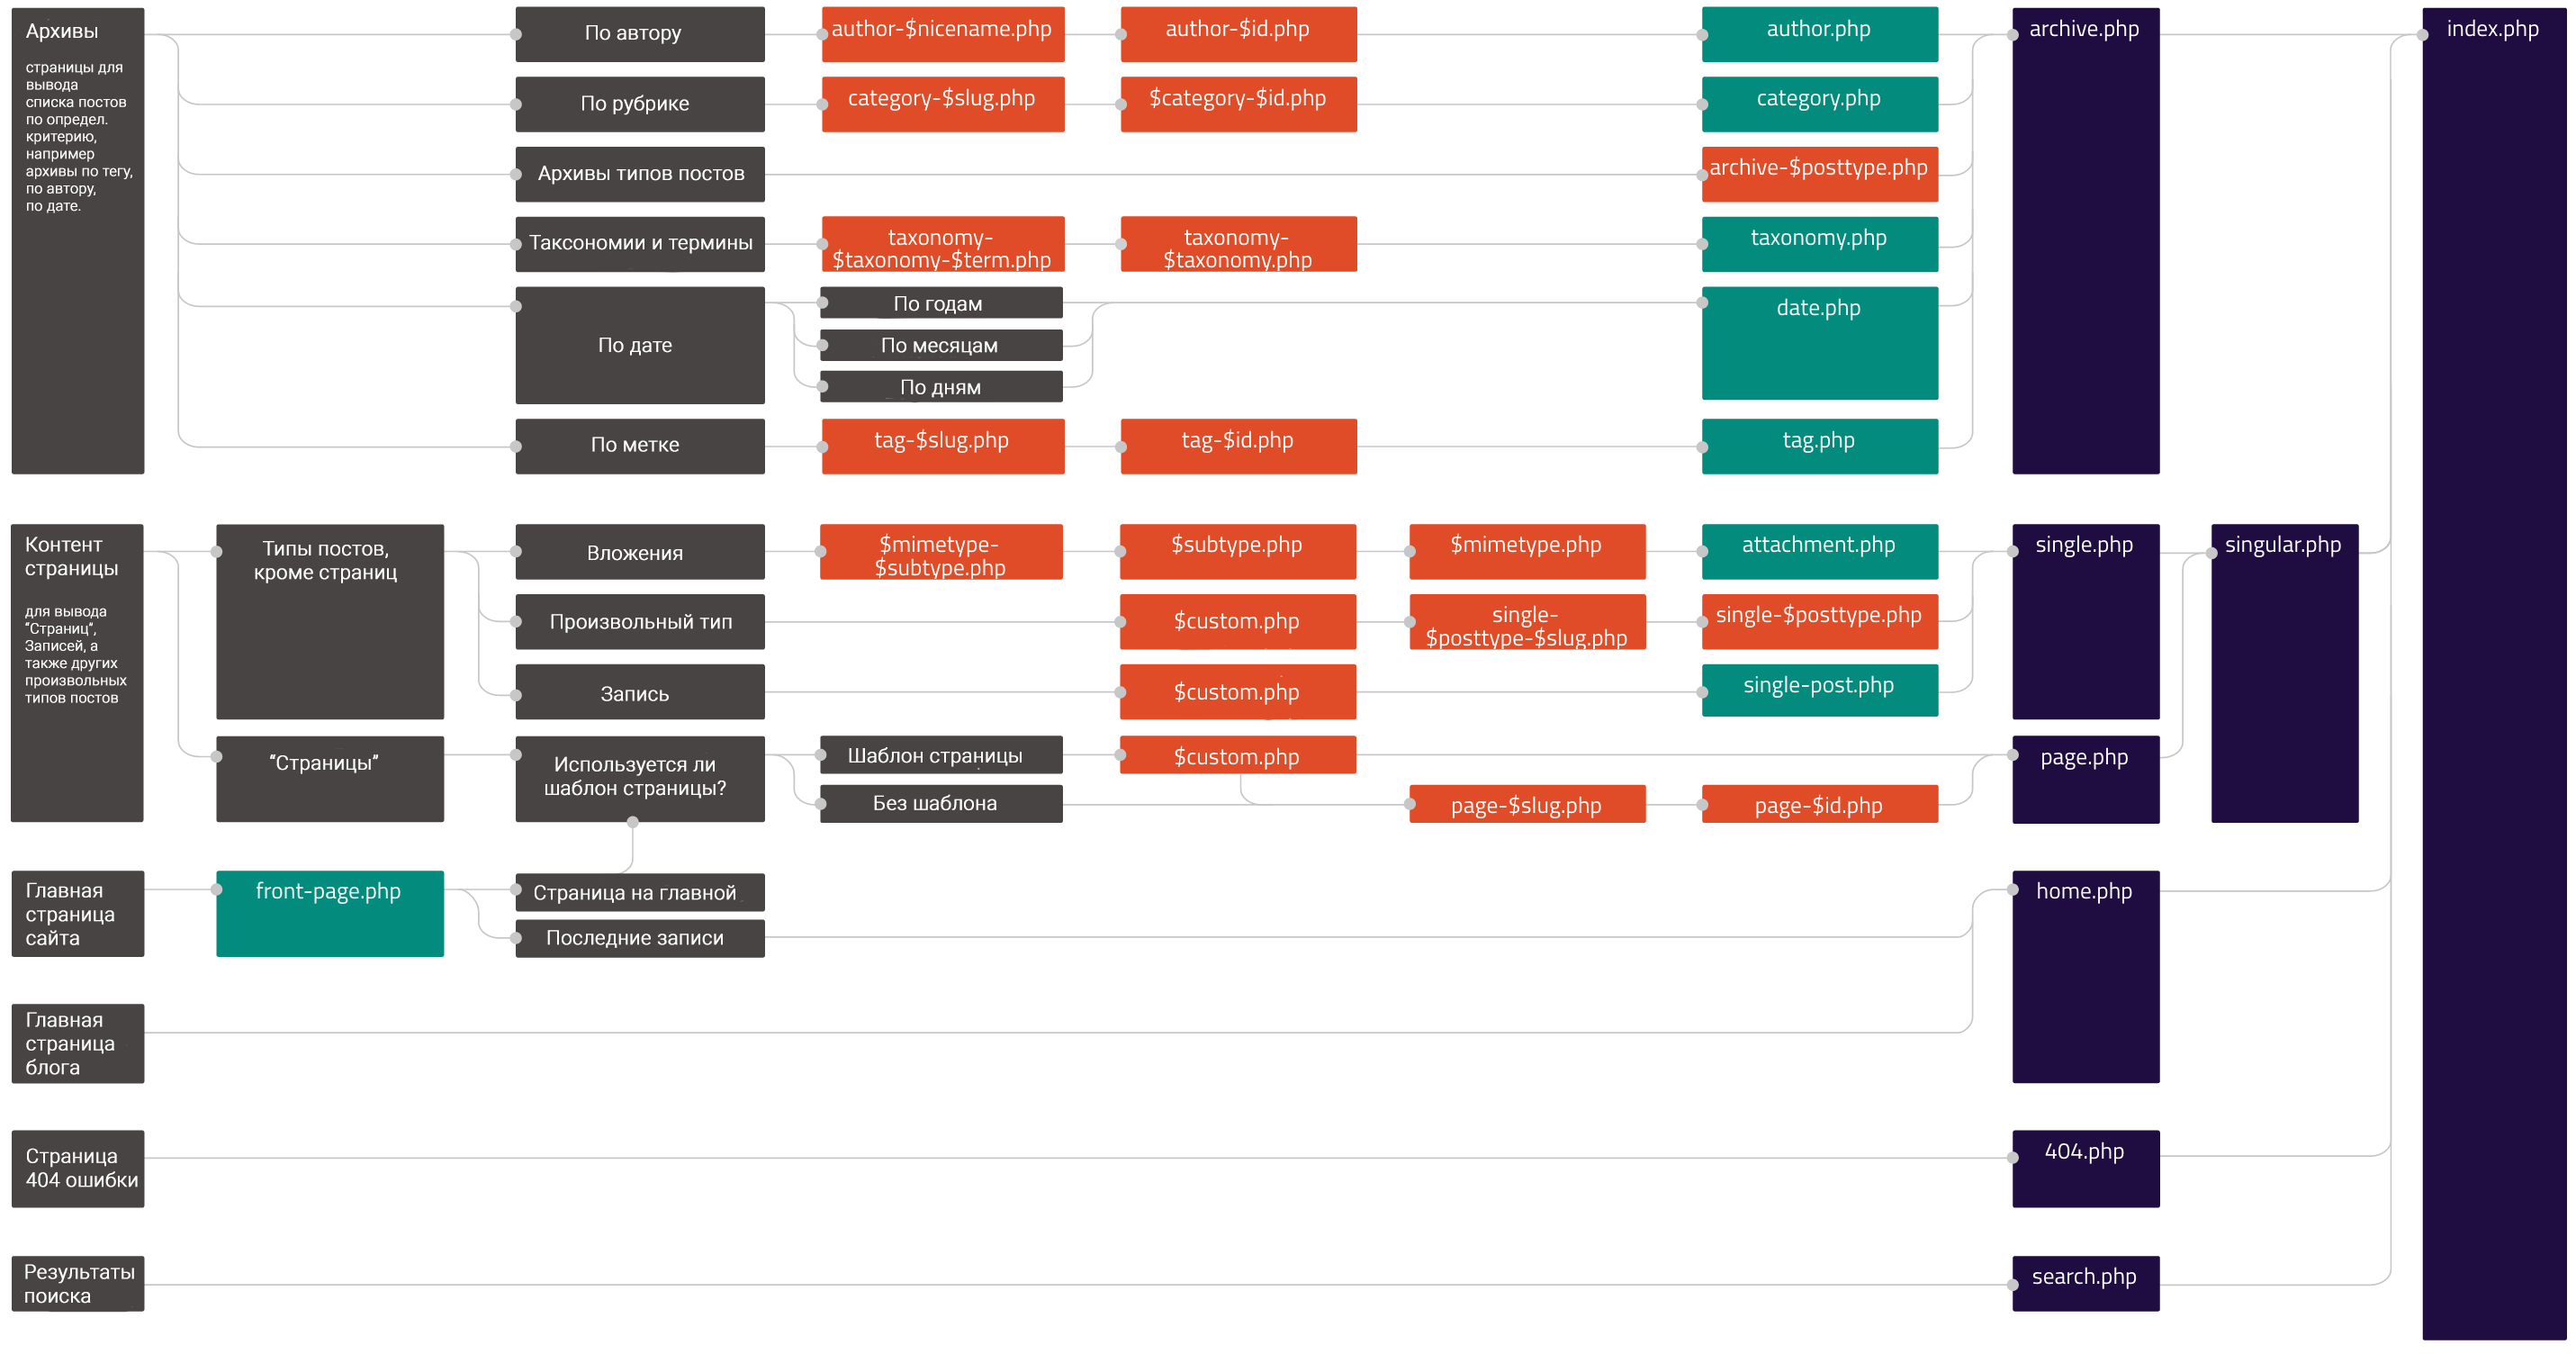 Архивы
страницы для
вывода
списка постов
по определ.
критерию,
например
архивы по тегу,
по автору,
по дате.
По автору
author-$nicename.php
author-$id.php
author.php
archive.php
index.php
По рубрике
category-$slug.php
$category-$id.php
category.php
Архивы типов постов
archive-$posttype.php
Таксономии и термины
taxonomy-
$taxonomy-$term.php
taxonomy-
$taxonomy.php
taxonomy.php
По дате
По годам
По месяцам
По дням
date.php
По метке
tag-$slug.php
tag-$id.php
tag.php
Контент
страницы
для вывода
“Страниц”,
Записей, а
также других
произвольных
типов постов
Типы постов,
кроме страниц
Вложения
$mimetype-
$subtype.php
$subtype.php
$mimetype.php
attachment.php
single.php
singular.php
Произвольный тип
$custom.php
single-
$posttype-$slug.php
single-$posttype.php
Запись
$custom.php
single-post.php
“Страницы”
Используется ли
шаблон страницы?
Шаблон страницы
$custom.php
page.php
Без шаблона
page-$slug.php
page-$id.php
Главная
страница
сайта
front-page.php
Страница на главной
Последние записи
home.php
Главная
страница
блога
Страница
404 ошибки
404.php
Результаты
поиска
search.php